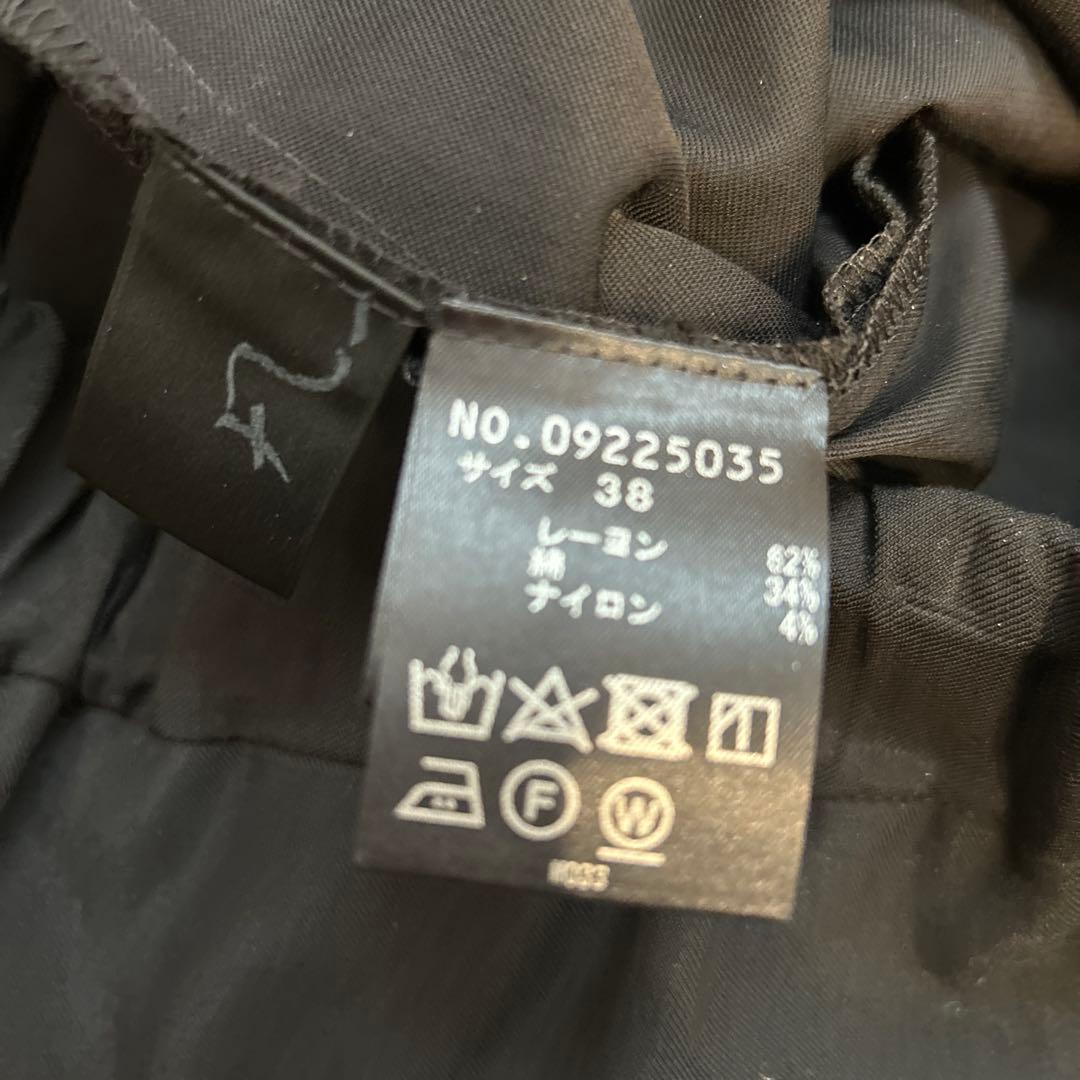 NO.09225035
サイズ 38
レーヨン 62%
綿 34%
ナイロン 4%
F W